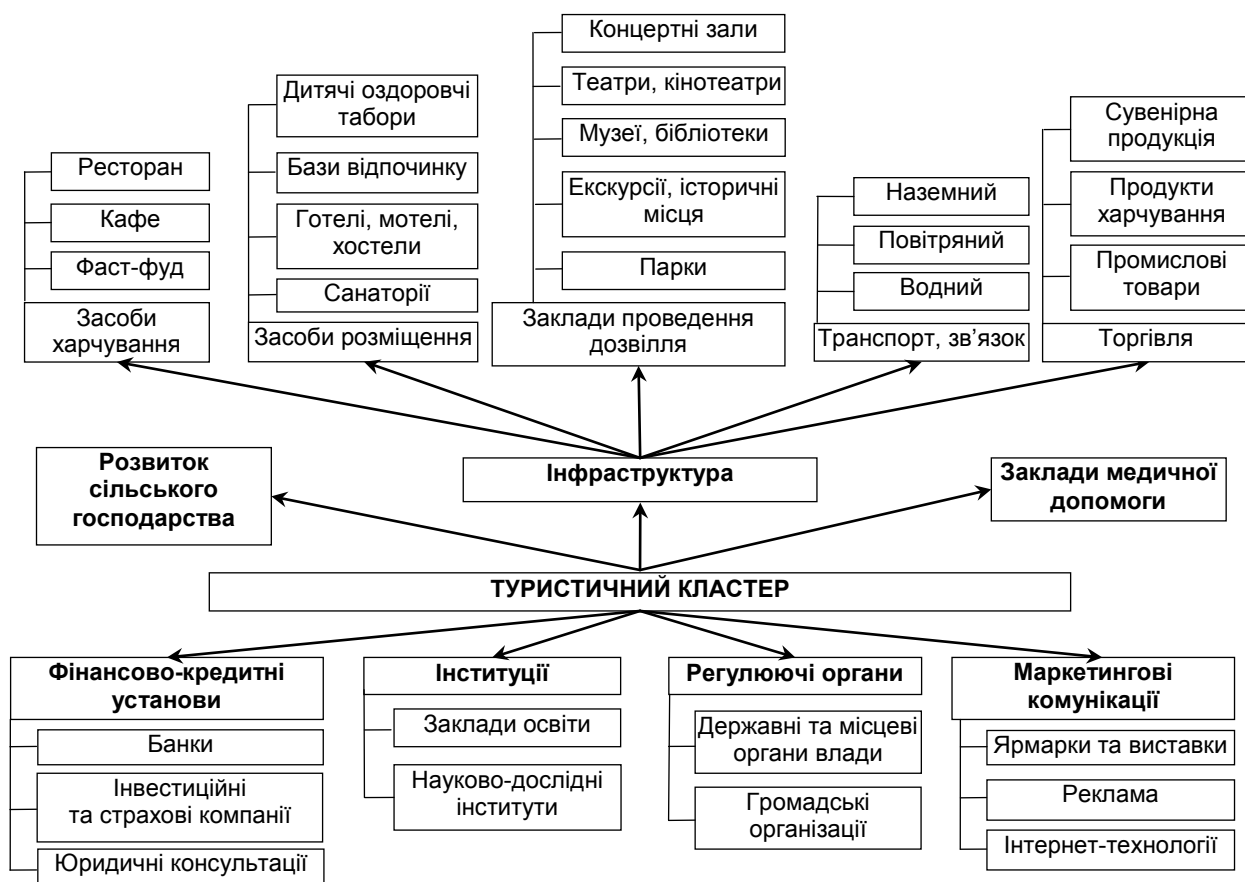 Концертні зали
Театри, кінотеатри
Музеї, бібліотеки
Екскурсії, історичні
місця
Парки
Заклади проведення
дозвілля
Дитячі оздоровчі
табори
Бази відпочинку
Готелі, мотелі,
хостели
Санаторії
Засоби розміщення
Ресторан
Кафе
Фаст-фуд
Засоби
харчування
Наземний
Повітряний
Водний
Транспорт, зв’язок
Сувенірна
продукція
Продукти
харчування
Промислові
товари
Торгівля
Розвиток
сільського
господарства
Інфраструктура
Заклади медичної
допомоги
ТУРИСТИЧНИЙ КЛАСТЕР
Фінансово-кредитні
установи
Банки
Інвестиційні
та страхові компанії
Юридичні консультації
Інституції
Заклади освіти
Науково-дослідні
інститути
Регулюючі органи
Державні та місцеві
органи влади
Громадські
організації
Маркетингові
комунікації
Ярмарки та виставки
Реклама
Інтернет-технології